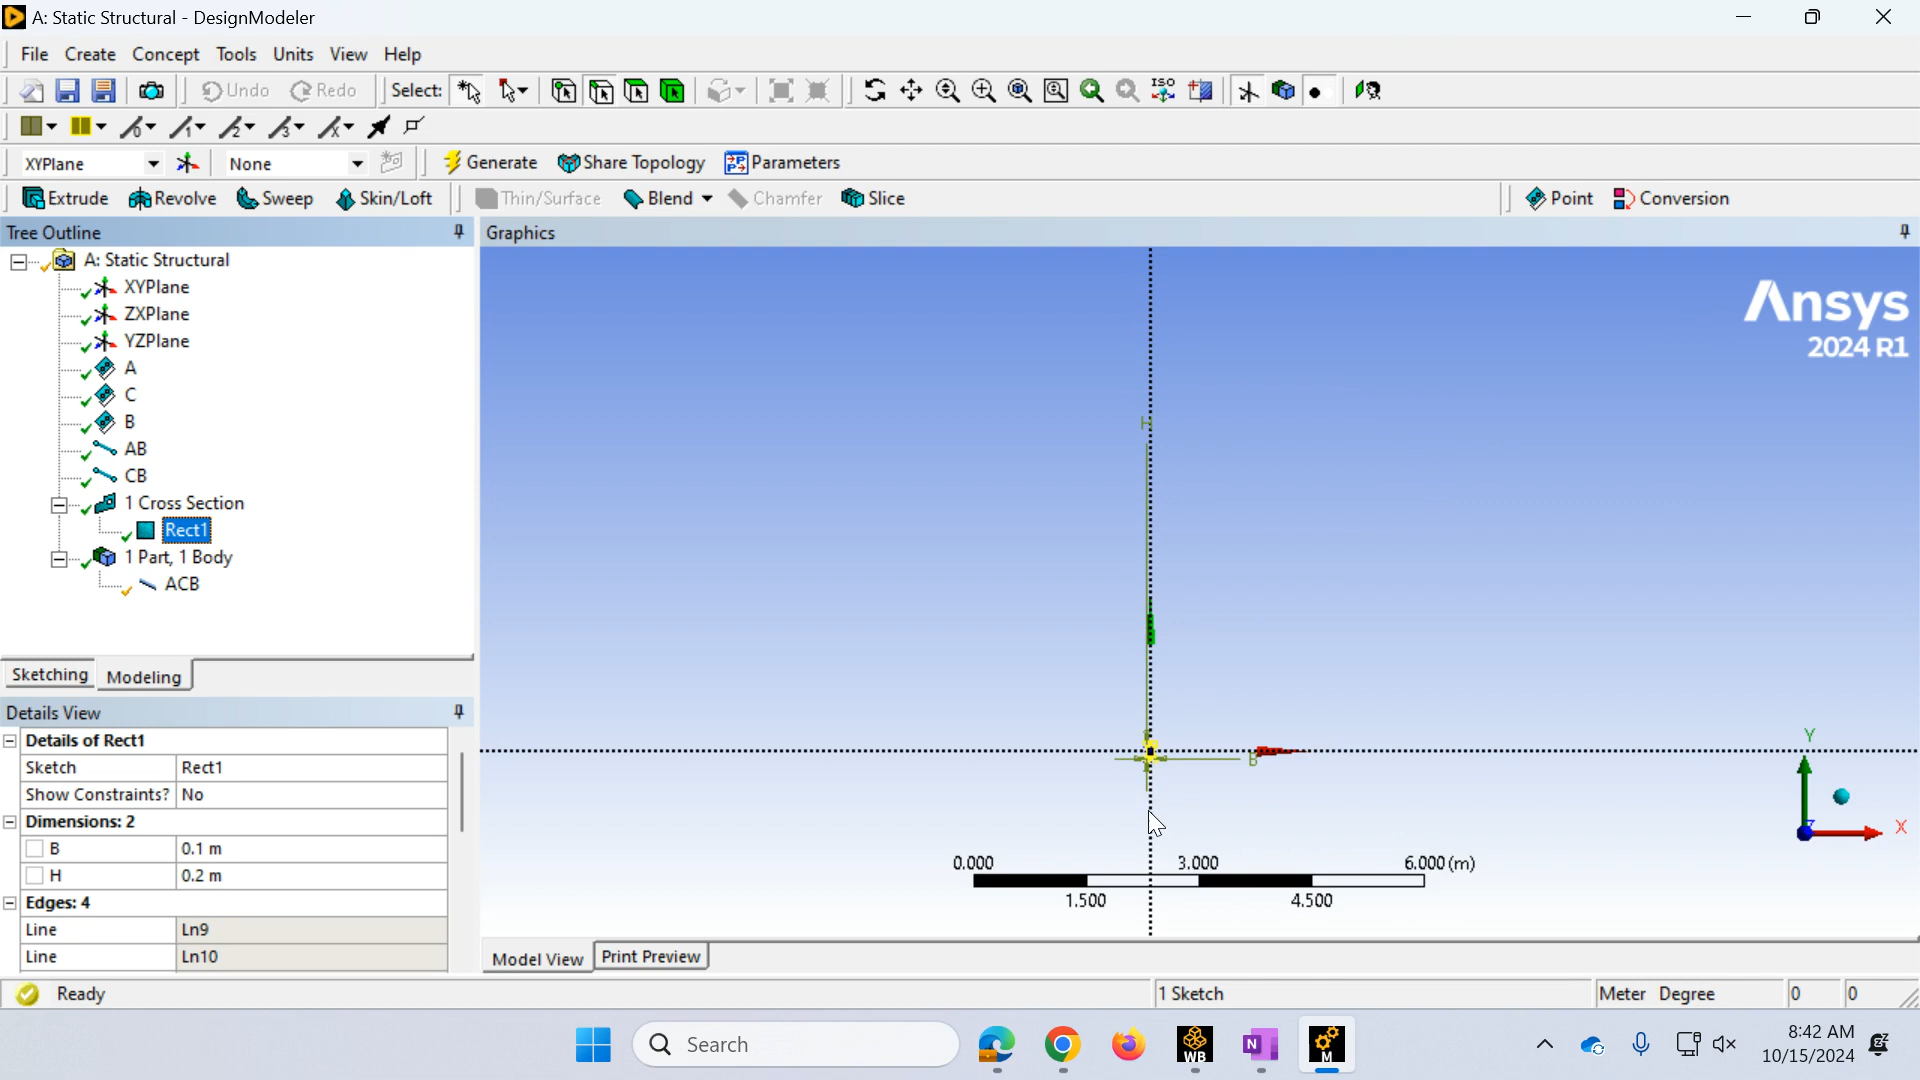 A: Static Structural - DesignModeler
File Create Concept Tools Units View Help
Undo Redo Select: ISO
0 1 2 3 x
XYPlane None Generate Share Topology Parameters
Extrude Revolve Sweep Skin/Loft Thin/Surface Blend Chamfer Slice Point Conversion
Tree Outline
Graphics
A: Static Structural
XYPlane
ZXPlane
YZPlane
A
C
B
AB
CB
1 Cross Section
Rect1
1 Part, 1 Body
ACB
Sketching Modeling
Details View
Details of Rect1
Sketch Rect1
Show Constraints? No
Dimensions: 2
B 0.1 m
H 0.2 m
Edges: 4
Line Ln9
Line Ln10
Ansys
2024 R1
H
B
Y
X
0.000 3.000 6.000 (m)
1.500 4.500
Model View Print Preview
Ready 1 Sketch Meter Degree 0 0
Search
WB
N
M
8:42 AM
10/15/2024